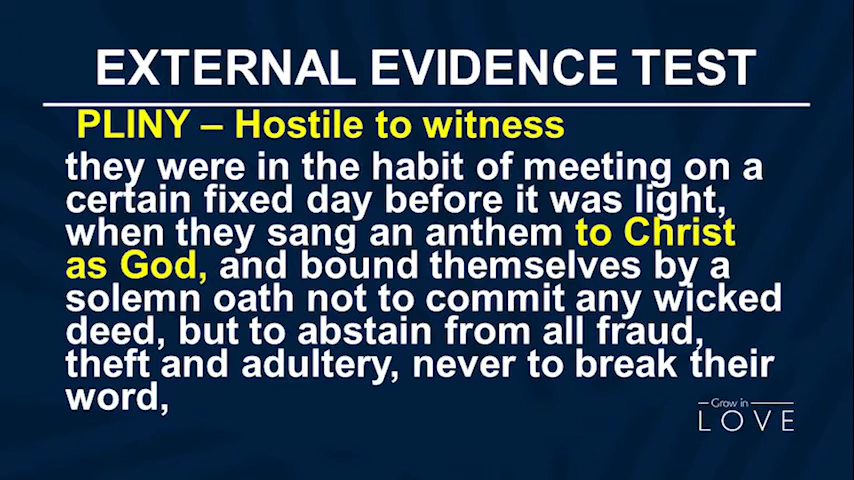 EXTERNAL EVIDENCE TEST
PLINY – Hostile to witness
they were in the habit of meeting on a
certain fixed day before it was light,
when they sang an anthem to Christ
as God, and bound themselves by a
solemn oath not to commit any wicked
deed, but to abstain from all fraud,
theft and adultery, never to break their
word,
Grow in
LOVE